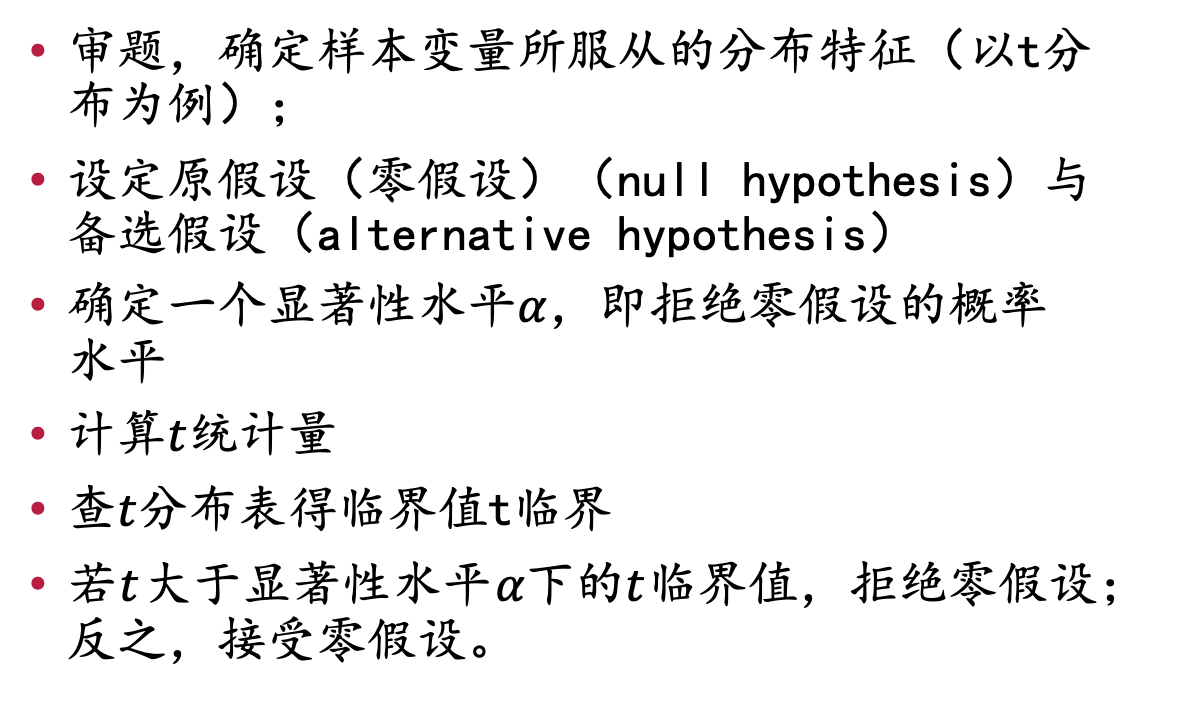 • 审题，确定样本变量所服从的分布特征（以t分
布为例）；
• 设定原假设（零假设）（null hypothesis）与
备选假设（alternative hypothesis）
• 确定一个显著性水平α，即拒绝零假设的概率
水平
• 计算t统计量
• 查t分布表得临界值t临界
• 若t大于显著性水平α下的t临界值，拒绝零假设；
反之，接受零假设。